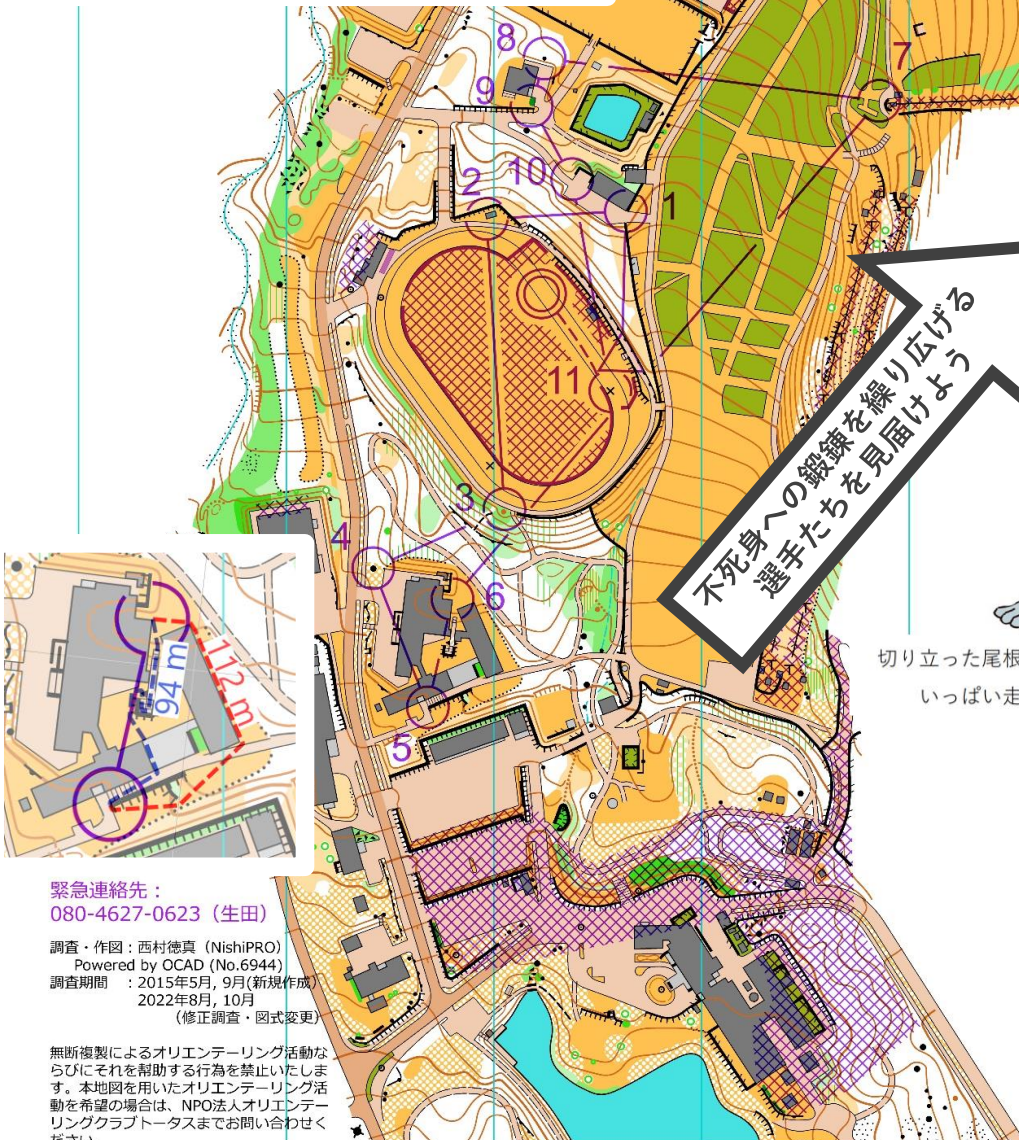 8
7
9
2
10
1
11
3
4
6
5
不死身への鍛錬を繰り広げる
選手たちを見届けよう
94 m
112 m
切り立った尾根
いっぱい走
緊急連絡先：
080-4627-0623（生田）
調査・作図：西村徳真（NishiPRO）
Powered by OCAD (No.6944)
調査期間　：2015年5月, 9月(新規作成)
2022年8月, 10月
（修正調査・図式変更）
無断複製によるオリエンテーリング活動な
らびにそれを幇助する行為を禁止いたしま
す。本地図を用いたオリエンテーリング活
動を希望の場合は、NPO法人オリエンテー
リングクラブトータスまでお問い合わせく
ださい。